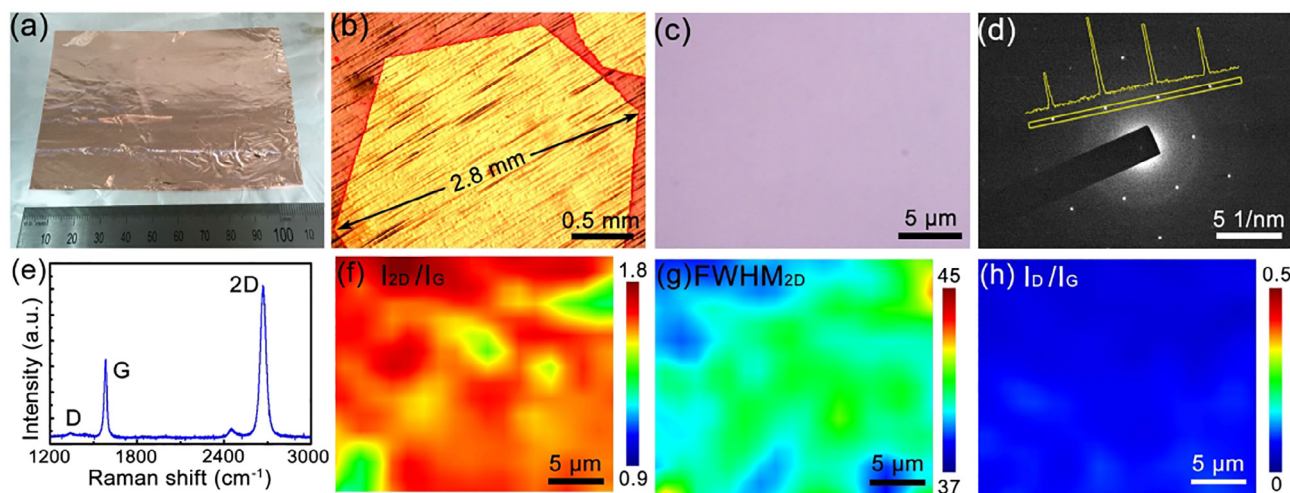 (a)
10 20 30 40 50 60 70 80 90 100 10
(b)
2.8 mm
0.5 mm
(c)
5 μm
(d)
5 1/nm
(e)
2D
G
D
Intensity (a.u.)
1200 1800 2400 3000
Raman shift (cm⁻¹)
(f) I2D/IG
1.8
0.9
5 μm
(g) FWHM2D
45
37
5 μm
(h) ID/IG
0.5
0
5 μm